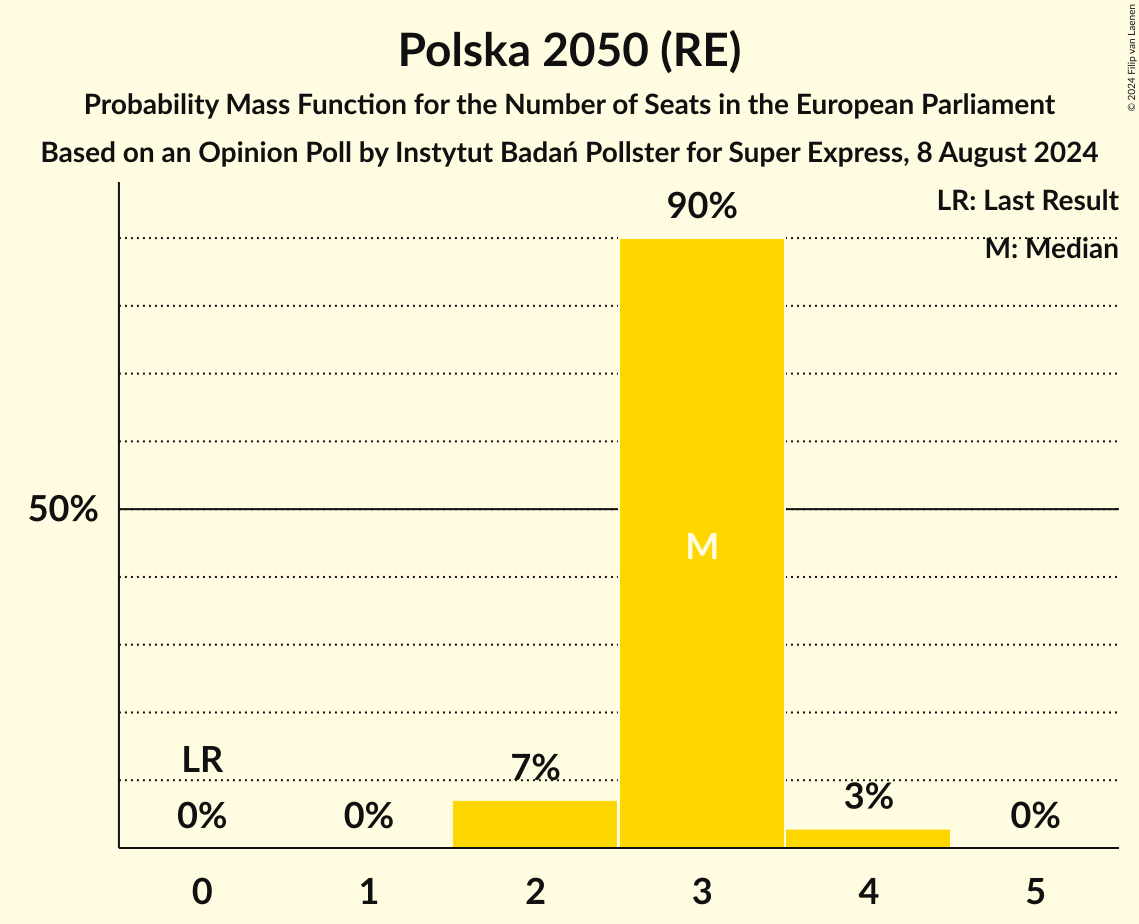 Polska 2050 (RE)
Probability Mass Function for the Number of Seats in the European Parliament
Based on an Opinion Poll by Instytut Badań Pollster for Super Express, 8 August 2024
© 2024 Filip van Laenen
LR: Last Result
M: Median
90%
50%
M
LR
0%
0%
7%
3%
0%
0
1
2
3
4
5